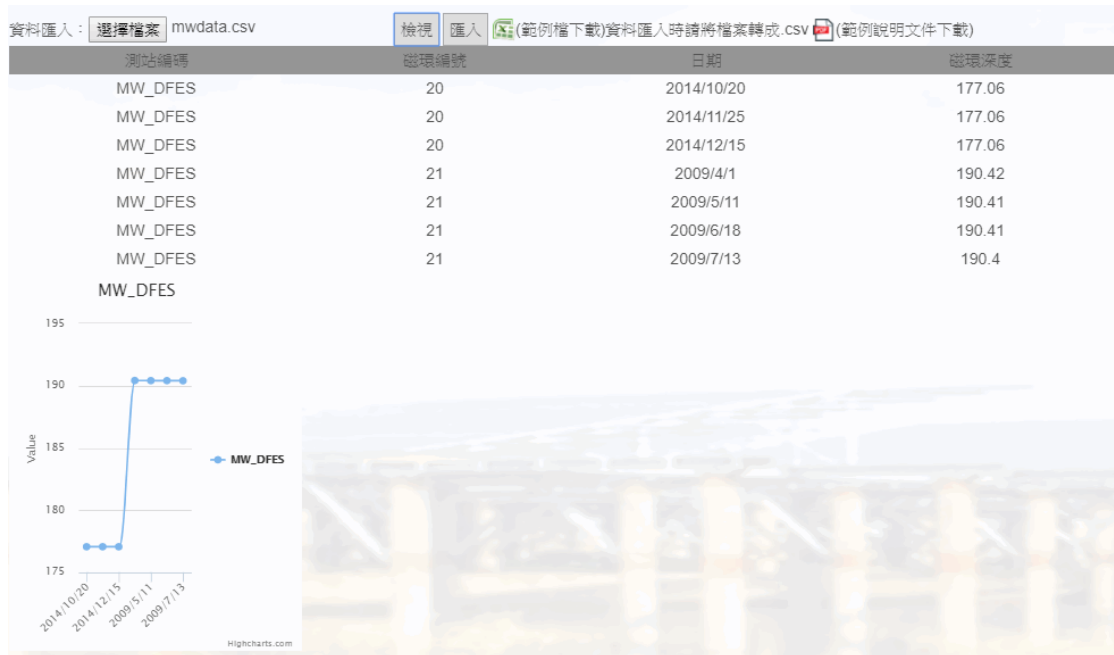 資料匯入： 選擇檔案 mwdata.csv 檢視 匯入 (範例檔下載)資料匯入時請將檔案轉成.csv (範例說明文件下載)
測站編碼 磁環編號 日期 磁環深度
MW_DFES 20 2014/10/20 177.06
MW_DFES 20 2014/11/25 177.06
MW_DFES 20 2014/12/15 177.06
MW_DFES 21 2009/4/1 190.42
MW_DFES 21 2009/5/11 190.41
MW_DFES 21 2009/6/18 190.41
MW_DFES 21 2009/7/13 190.4
MW_DFES
195
190
185
180
175
Value
MW_DFES
2014/10/20 2014/12/15 2009/5/11 2009/7/13
Highcharts.com